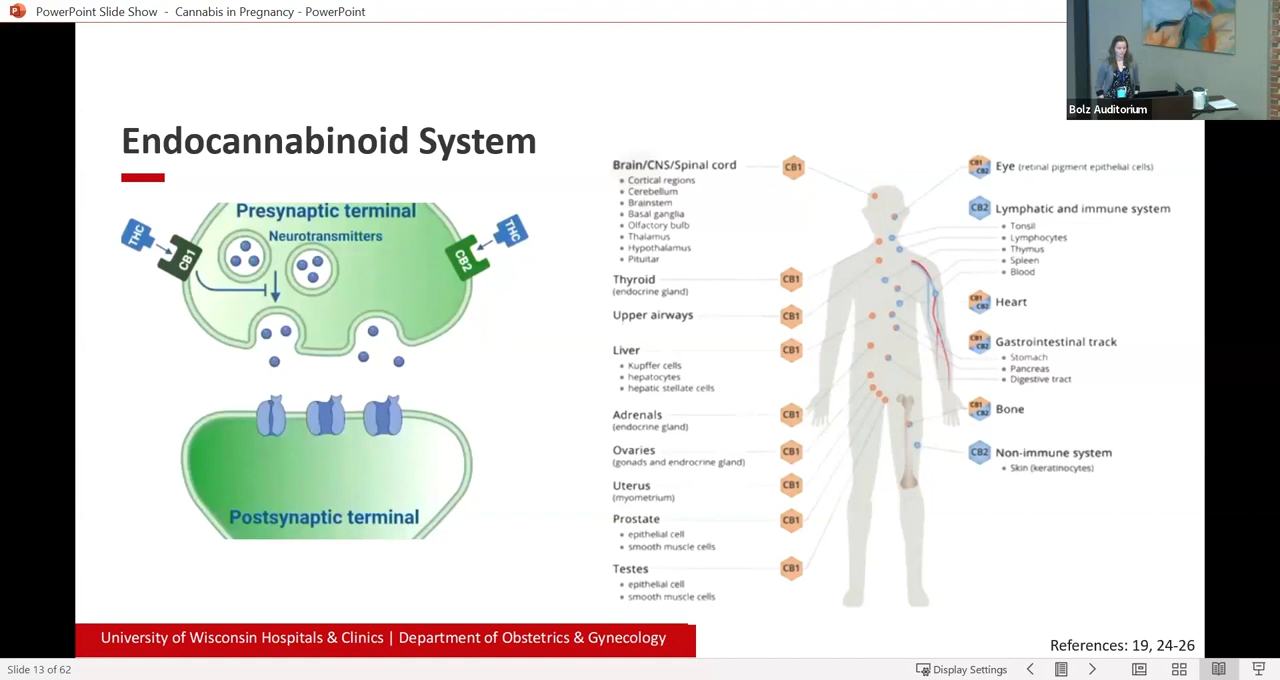 PowerPoint Slide Show - Cannabis in Pregnancy - PowerPoint
Bolz Auditorium
Endocannabinoid System
Presynaptic terminal
Neurotransmitters
THC
CB1
THC
CB2
Postsynaptic terminal
Brain/CNS/Spinal cord
CB1
• Cortical regions
• Cerebellum
• Brainstem
• Basal ganglia
• Olfactory bulb
• Thalamus
• Hypothalamus
• Pituitar
Thyroid
CB1
(endocrine gland)
Upper airways
CB1
Liver
CB1
• Kupffer cells
• hepatocytes
• hepatic stellate cells
Adrenals
CB1
(endocrine gland)
Ovaries
CB1
(gonads and endrocrine gland)
Uterus
CB1
(myometrium)
Prostate
CB1
• epithelial cell
• smooth muscle cells
Testes
CB1
• epithelial cell
• smooth muscle cells
CB1 CB2
Eye (retinal pigment epithelial cells)
CB2
Lymphatic and immune system
• Tonsil
• Lymphocytes
• Thymus
• Spleen
• Blood
CB1 CB2
Heart
CB1 CB2
Gastrointestinal track
• Stomach
• Pancreas
• Digestive tract
CB1 CB2
Bone
CB2
Non-immune system
• Skin (keratinocytes)
University of Wisconsin Hospitals & Clinics | Department of Obstetrics & Gynecology
References: 19, 24-26
Slide 13 of 62
Display Settings